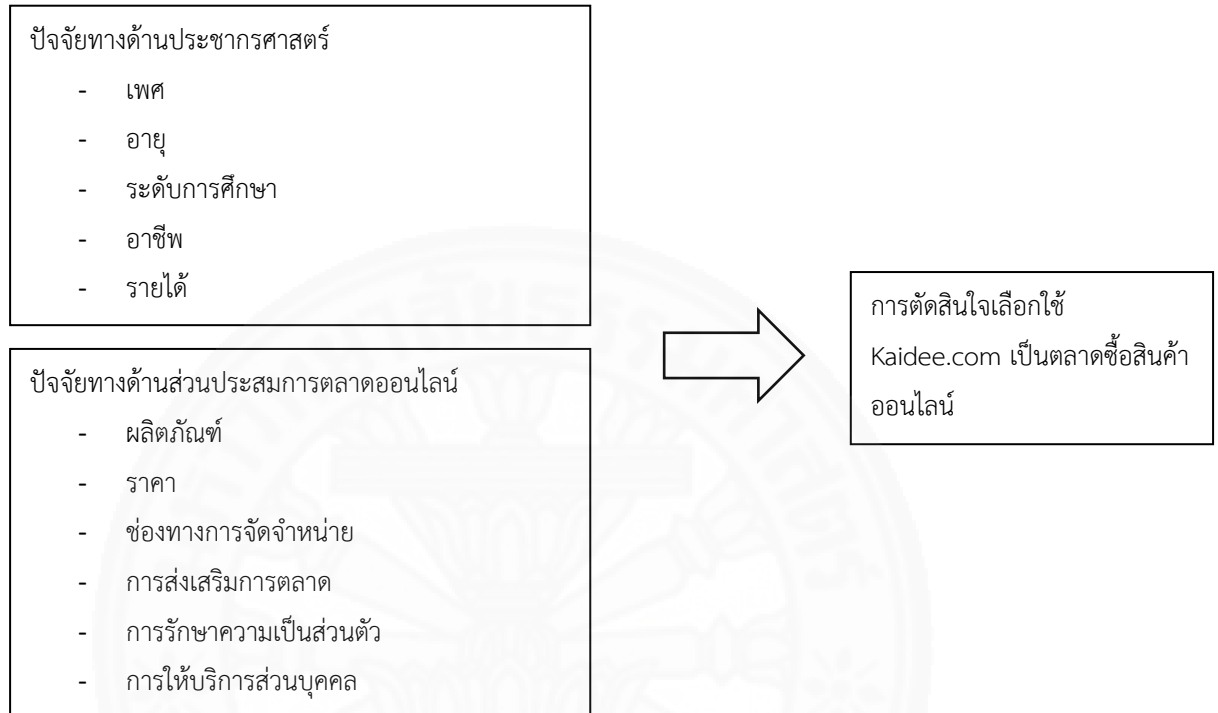 ปัจจัยทางด้านประชากรศาสตร์
- เพศ
- อายุ
- ระดับการศึกษา
- อาชีพ
- รายได้
ปัจจัยทางด้านส่วนประสมการตลาดออนไลน์
- ผลิตภัณฑ์
- ราคา
- ช่องทางการจัดจำหน่าย
- การส่งเสริมการตลาด
- การรักษาความเป็นส่วนตัว
- การให้บริการส่วนบุคคล
การตัดสินใจเลือกใช้
Kaidee.com เป็นตลาดซื้อสินค้า
ออนไลน์